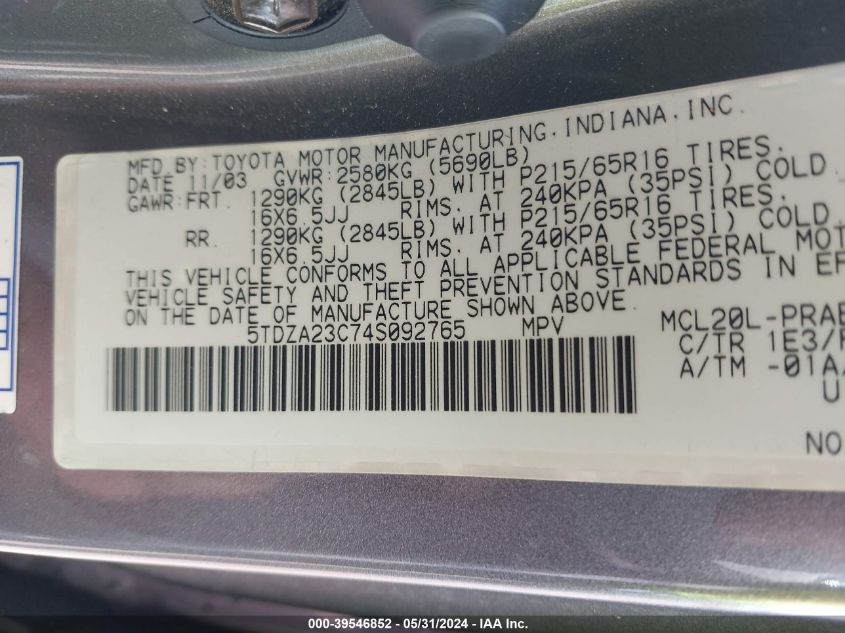 MFD.BY:TOYOTA MOTOR MANUFACTURING.INDIANA.INC.
DATE 11/03 GVWR:2580KG (5690LB)
GAWR:FRT. 1290KG (2845LB) WITH P215/65R16 TIRES.
16X6.5JJ RIMS. AT 240KPA (35PSI) COLD.
RR 1290KG (2845LB) WITH P215/65R16 TIRES.
16X6.5JJ RIMS. AT 240KPA (35PSI) COLD.
THIS VEHICLE CONFORMS TO ALL APPLICABLE FEDERAL MOT
VEHICLE SAFETY AND THEFT PREVENTION STANDARDS IN EF
ON THE DATE OF MANUFACTURE SHOWN ABOVE.
5TDZA23C74S092765 MPV MCL20L-PRAE
C/TR 1E3/F
A/TM -01A/
U
NO
000-39546852 / 05/31/2024 - IAA Inc.